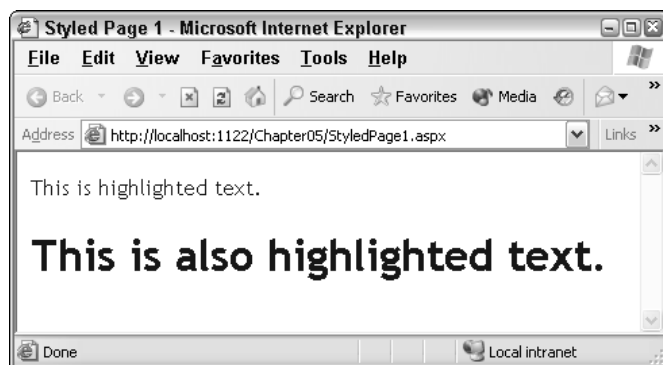 Styled Page 1 - Microsoft Internet Explorer
File Edit View Favorites Tools Help
Back Search Favorites Media »
Address http://localhost:1122/Chapter05/StyledPage1.aspx Links »
This is highlighted text.
This is also highlighted text.
Done Local intranet